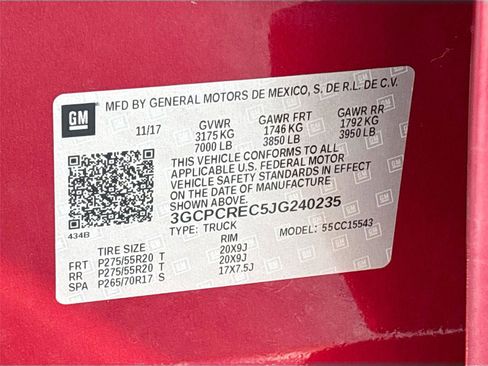 MFD BY GENERAL MOTORS DE MEXICO, S. DE R.L. DE C.V.
GM
11/17 GVWR GAWR FRT GAWR RR
3175 KG 1746 KG 1792 KG
7000 LB 3850 LB 3950 LB
THIS VEHICLE CONFORMS TO ALL
APPLICABLE U.S. FEDERAL MOTOR
VEHICLE SAFETY STANDARDS IN EFFECT
ON THE DATE OF MANUFACTURE
SHOWN ABOVE.
3GCPCREC5JG240235
434B
TYPE: TRUCK MODEL: 55CC15543
TIRE SIZE RIM
FRT P275/55R20 T 20X9J
RR P275/55R20 T 20X9J
SPA P265/70R17 S 17X7.5J